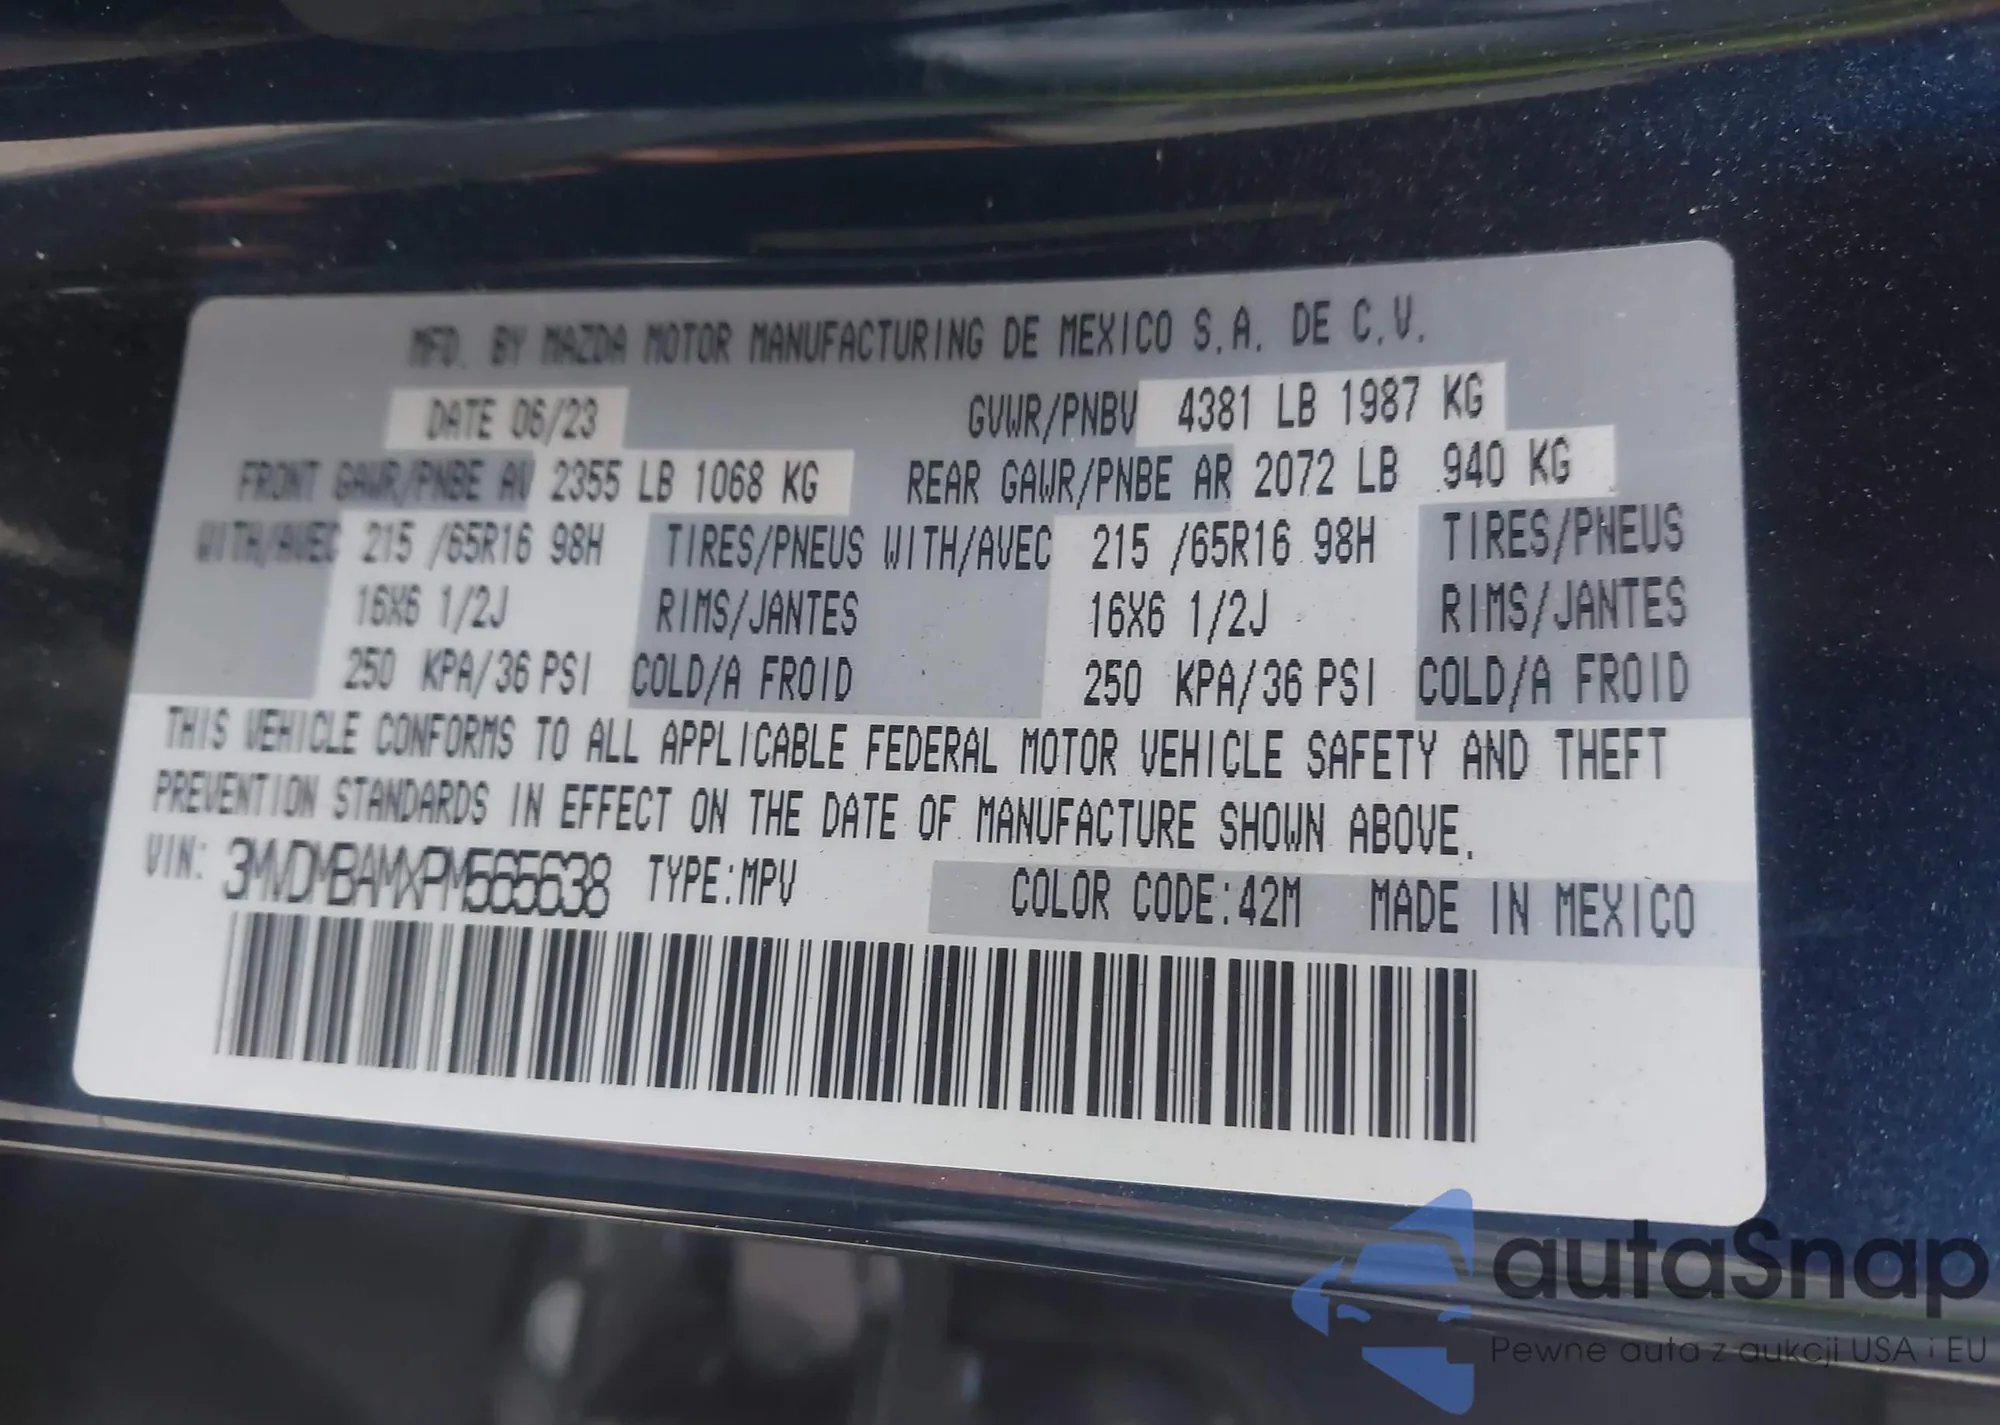 MFD. BY MAZDA MOTOR MANUFACTURING DE MEXICO S.A. DE C.V.
DATE 06/23 GVWR/PNBV 4381 LB 1987 KG
FRONT GAWR/PNBE AV 2355 LB 1068 KG REAR GAWR/PNBE AR 2072 LB 940 KG
WITH/AVEC 215 /65R16 98H TIRES/PNEUS WITH/AVEC 215 /65R16 98H TIRES/PNEUS
16X6 1/2J RIMS/JANTES 16X6 1/2J RIMS/JANTES
250 KPA/36 PSI COLD/A FROID 250 KPA/36 PSI COLD/A FROID
THIS VEHICLE CONFORMS TO ALL APPLICABLE FEDERAL MOTOR VEHICLE SAFETY AND THEFT
PREVENTION STANDARDS IN EFFECT ON THE DATE OF MANUFACTURE SHOWN ABOVE.
VIN: 3MVDMBAMXPM565638 TYPE:MPV COLOR CODE:42M MADE IN MEXICO
autaSnap
Pewne auta z aukcji USA i EU